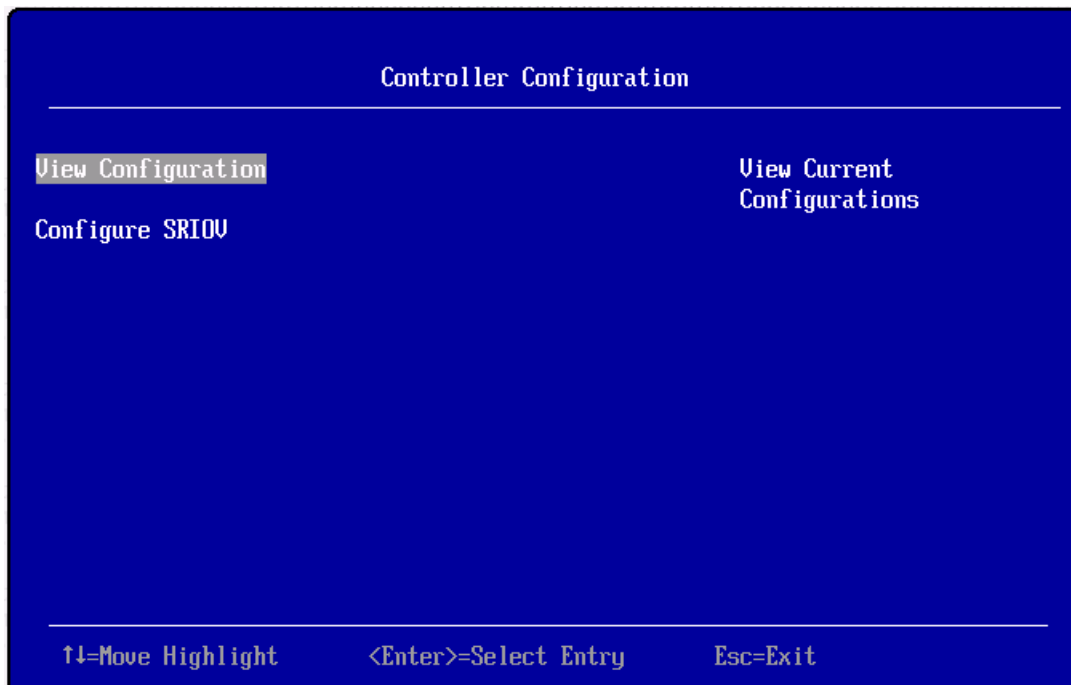 Controller Configuration
View Configuration
View Current
Configurations
Configure SRIOV
↑↓=Move Highlight <Enter>=Select Entry Esc=Exit